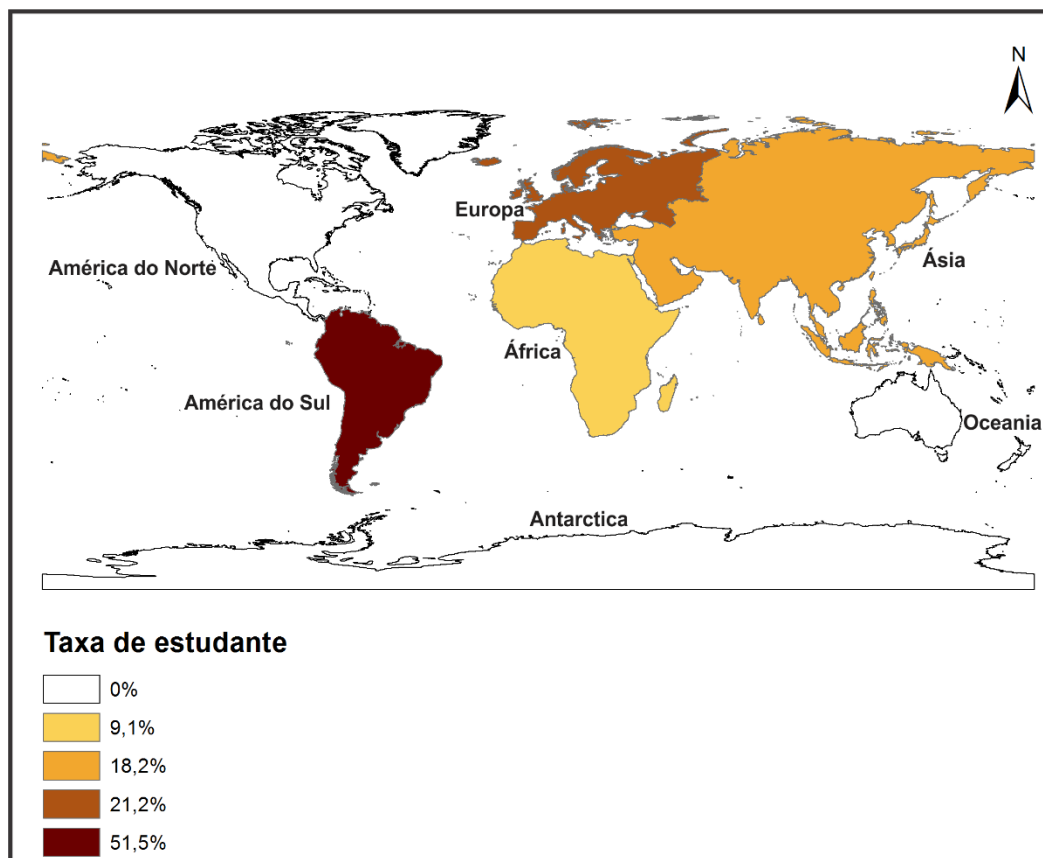 N
Europa
América do Norte
Ásia
África
América do Sul
Oceania
Antarctica
Taxa de estudante
0%
9,1%
18,2%
21,2%
51,5%